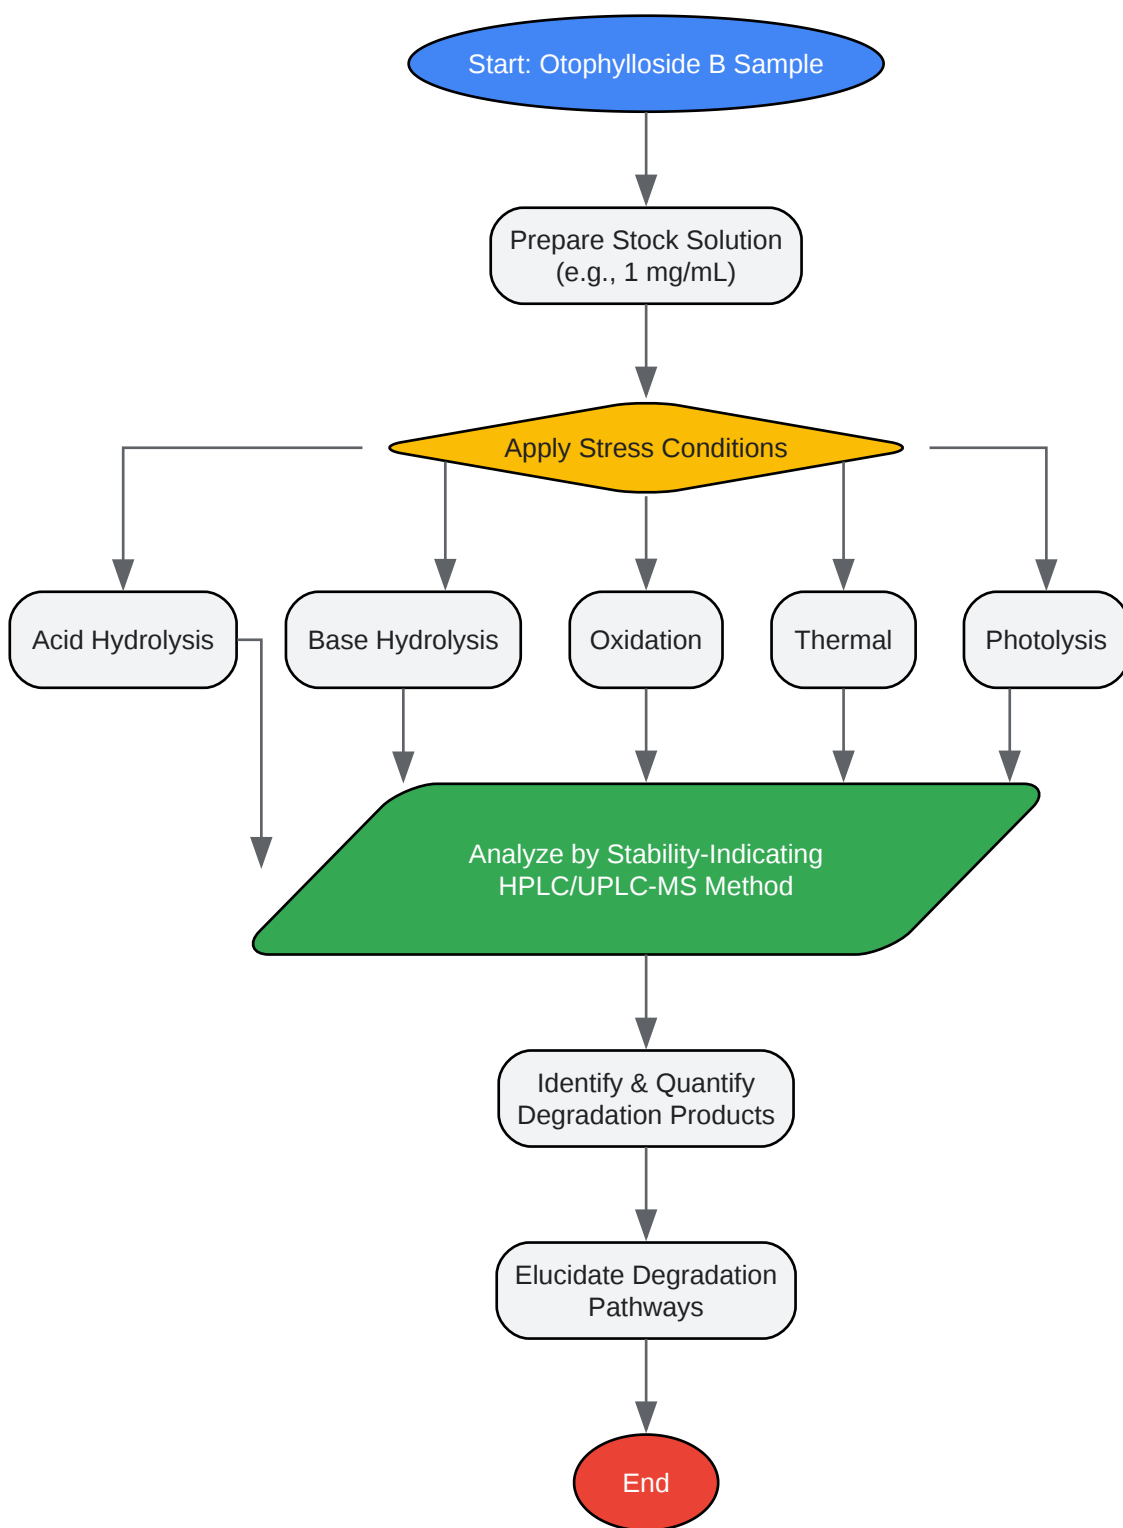 Start: Otophylloside B Sample
Prepare Stock Solution
(e.g., 1 mg/mL)
Apply Stress Conditions
Acid Hydrolysis
Base Hydrolysis
Oxidation
Thermal
Photolysis
Analyze by Stability-Indicating
HPLC/UPLC-MS Method
Identify & Quantify
Degradation Products
Elucidate Degradation
Pathways
End